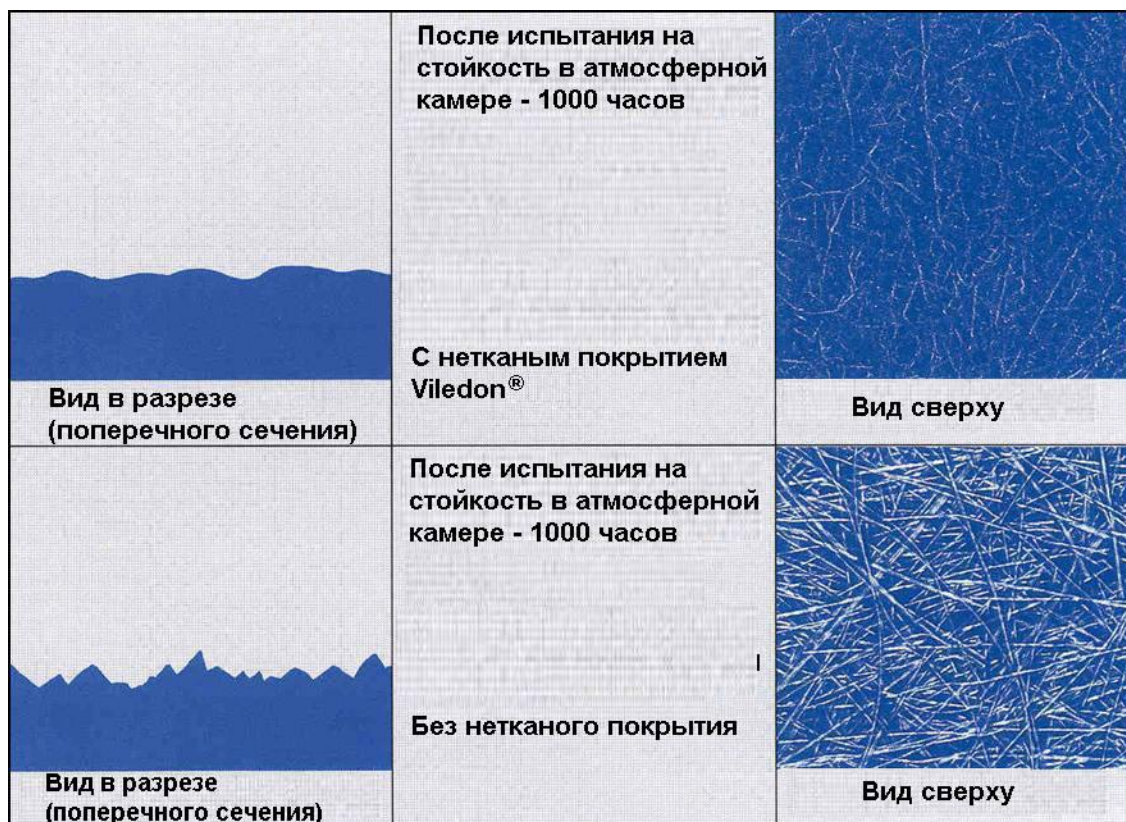 После испытания на
стойкость в атмосферной
камере - 1000 часов
С нетканым покрытием
Viledon®
Вид в разрезе
(поперечного сечения)
Вид сверху
После испытания на
стойкость в атмосферной
камере - 1000 часов
Без нетканого покрытия
Вид в разрезе
(поперечного сечения)
Вид сверху